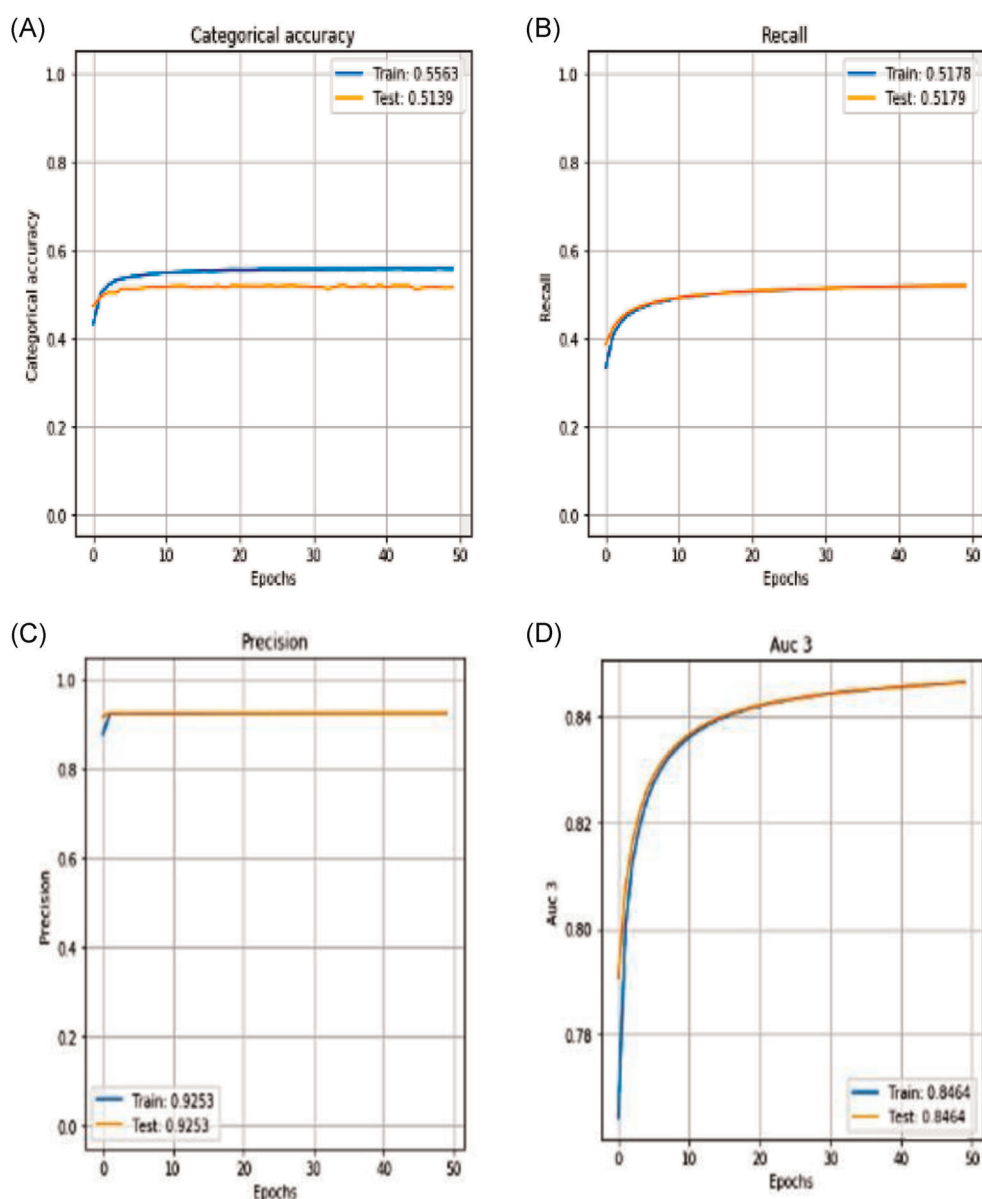 (A)
Categorical accuracy
Train: 0.5563
Test: 0.5139
1.0
0.8
0.6
0.4
0.2
0.0
Categorical accuracy
0 10 20 30 40 50
Epochs
(B)
Recall
Train: 0.5178
Test: 0.5179
1.0
0.8
0.6
0.4
0.2
0.0
Recall
0 10 20 30 40 50
Epochs
(C)
Precision
1.0
0.8
0.6
0.4
0.2
0.0
Precision
Train: 0.9253
Test: 0.9253
0 10 20 30 40 50
Epochs
(D)
Auc 3
0.84
0.82
0.80
0.78
Auc 3
Train: 0.8464
Test: 0.8464
0 10 20 30 40 50
Epochs